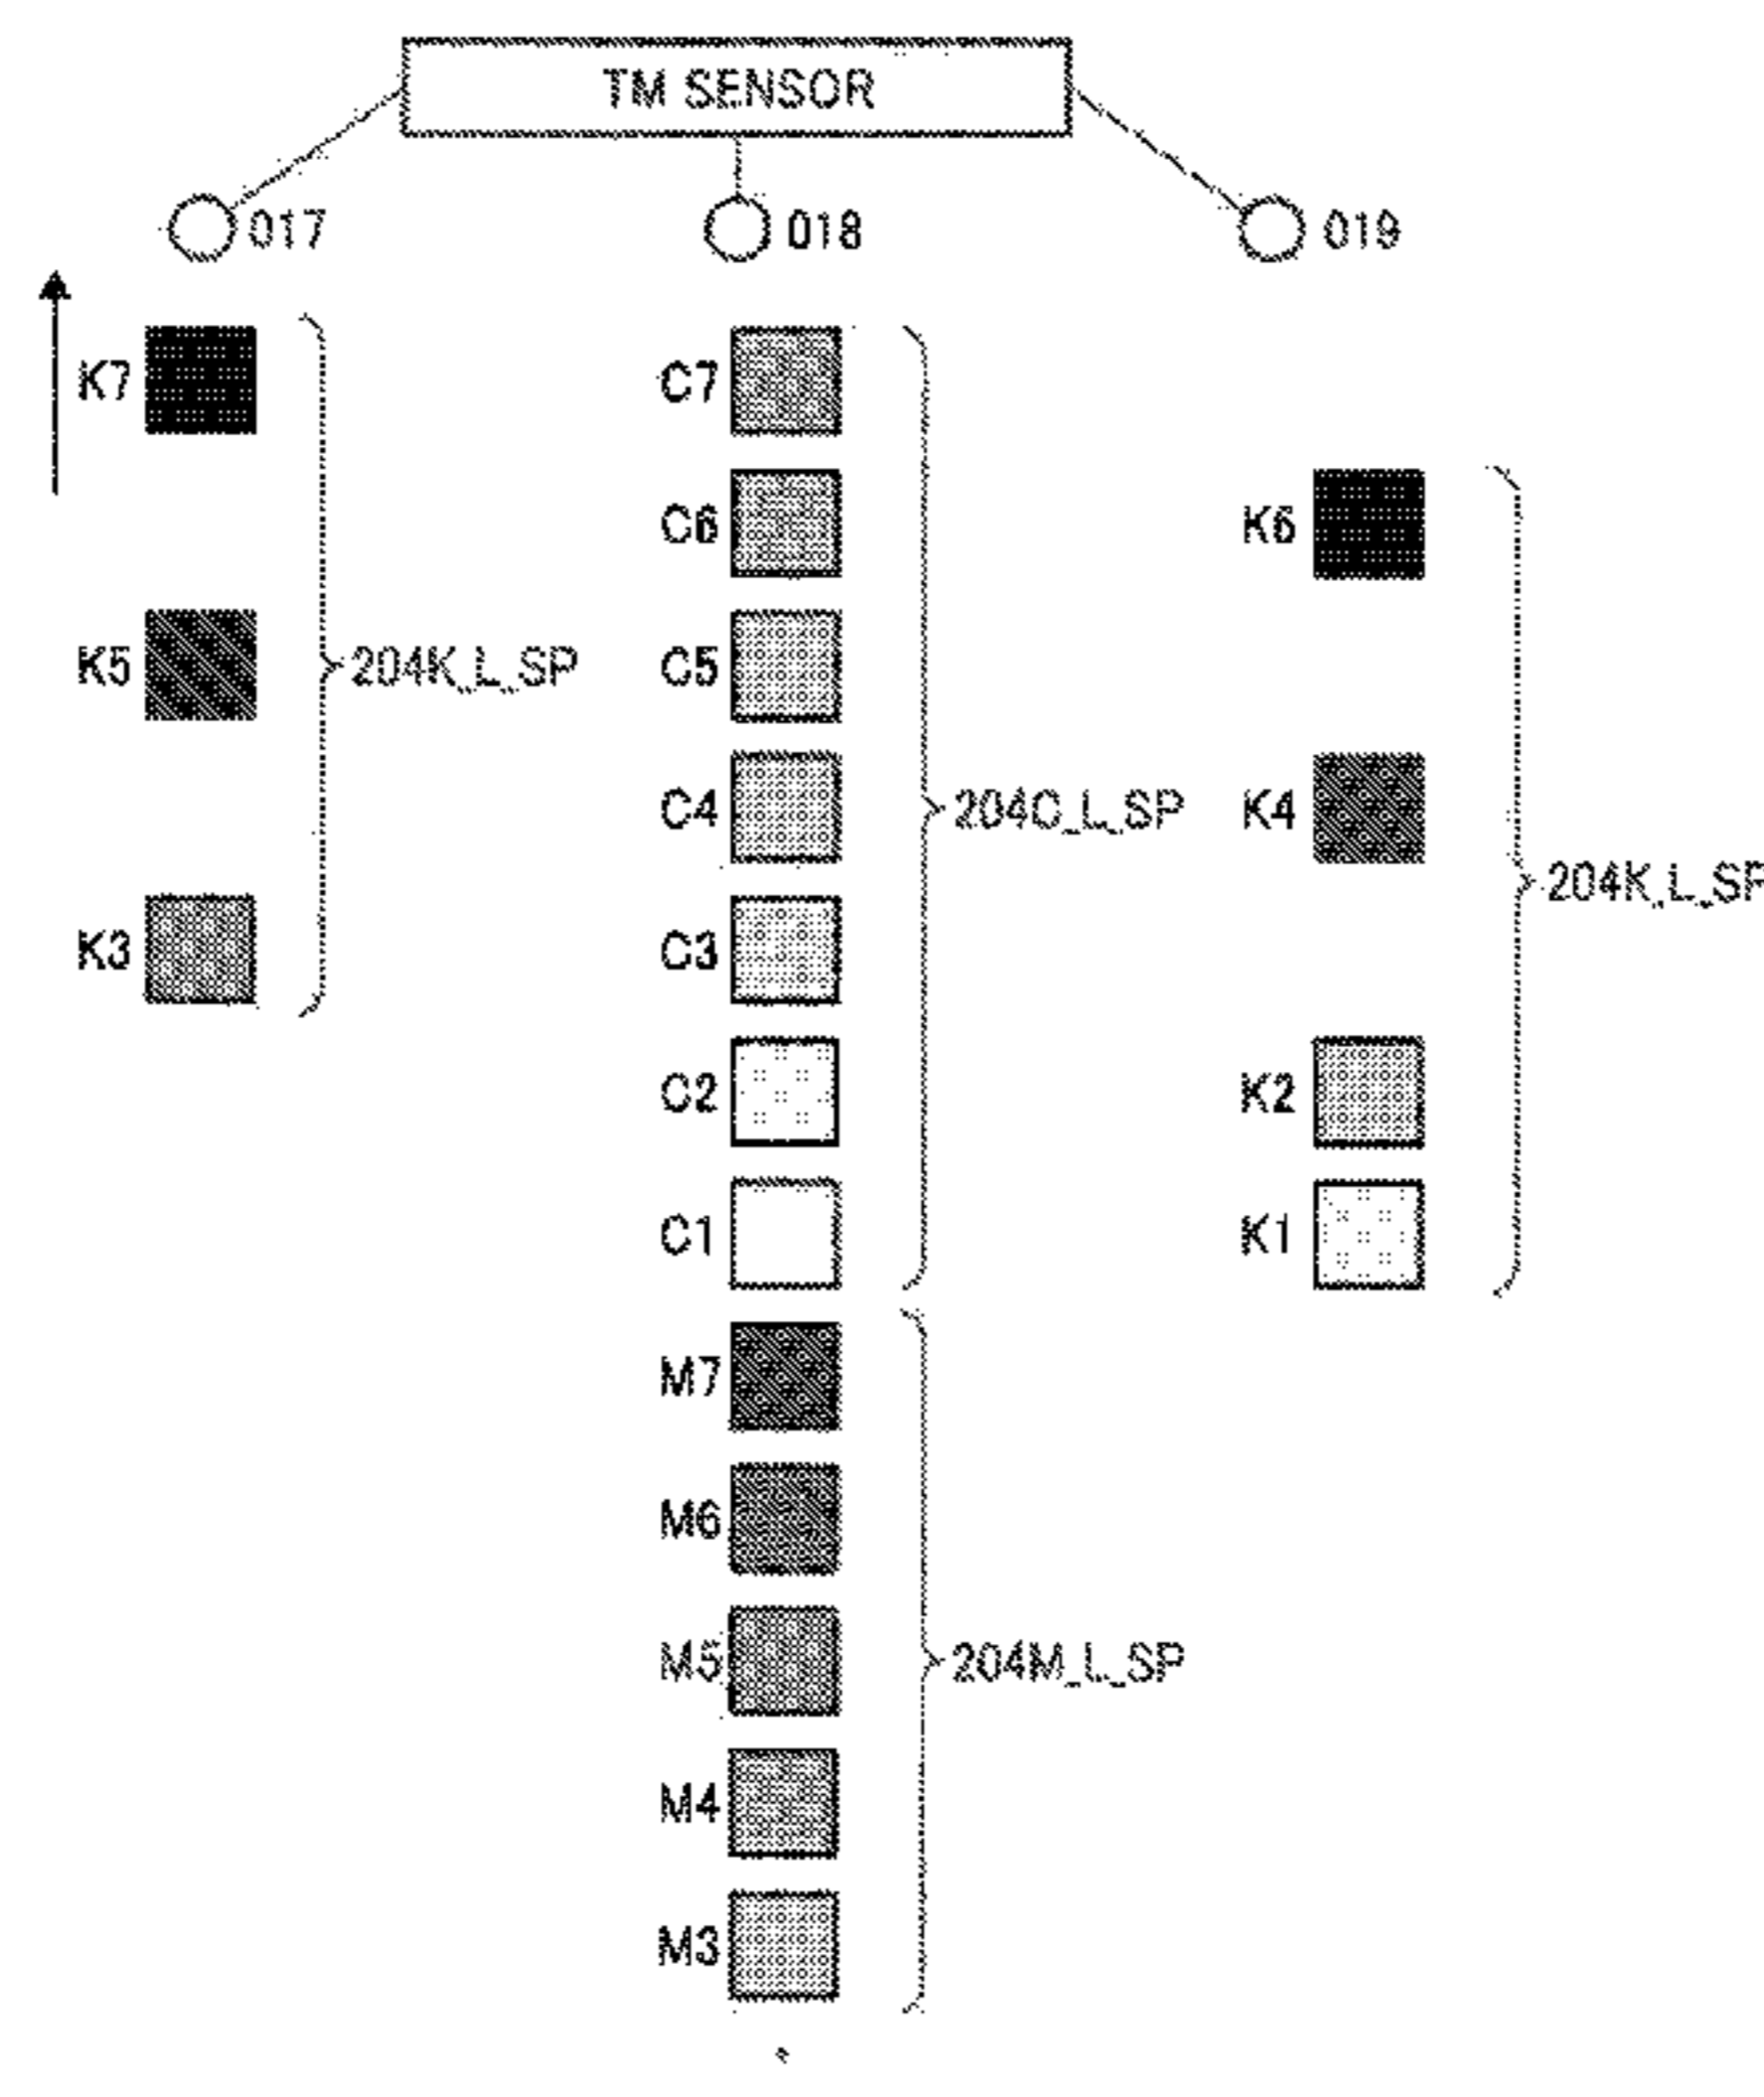 TM SENSOR
017 018 019
K7 C7
C6 K6
K5 204K_L_SP C5
C4 204C_L_SP K4
204K_L_SP
K3 C3
C2 K2
C1 K1
M7
M6
M5 204M_L_SP
M4
M3